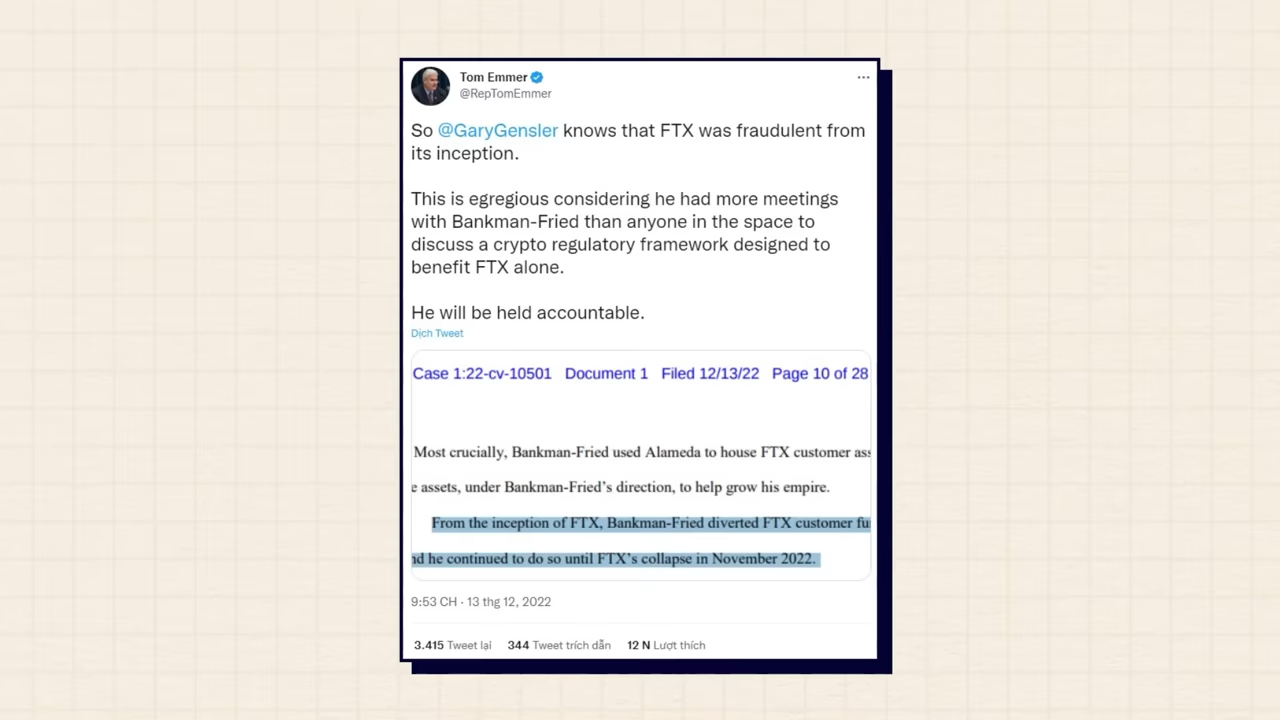 Tom Emmer
@RepTomEmmer
So @GaryGensler knows that FTX was fraudulent from
its inception.
This is egregious considering he had more meetings
with Bankman-Fried than anyone in the space to
discuss a crypto regulatory framework designed to
benefit FTX alone.
He will be held accountable.
Dịch Tweet
Case 1:22-cv-10501 Document 1 Filed 12/13/22 Page 10 of 28
Most crucially, Bankman-Fried used Alameda to house FTX customer ass
e assets, under Bankman-Fried’s direction, to help grow his empire.
From the inception of FTX, Bankman-Fried diverted FTX customer fu
nd he continued to do so until FTX’s collapse in November 2022.
9:53 CH · 13 thg 12, 2022
3.415 Tweet lại 344 Tweet trích dẫn 12 N Lượt thích